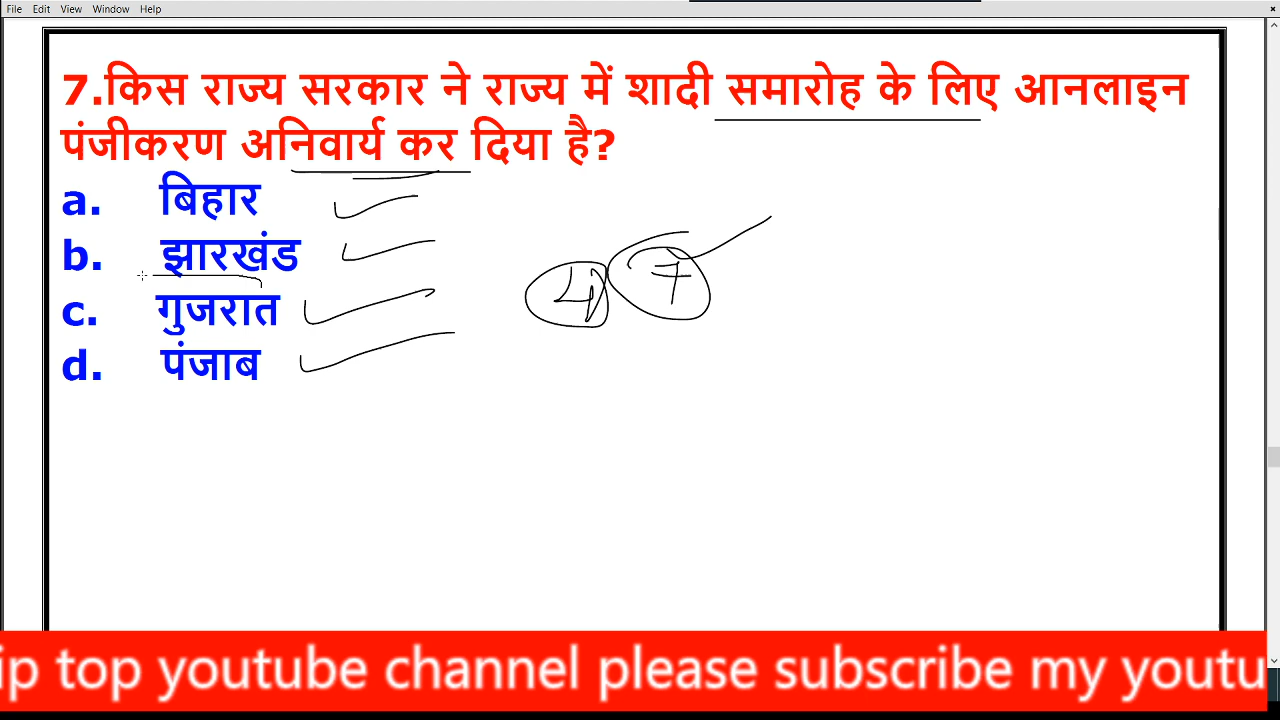 File Edit View Window Help
7.किस राज्य सरकार ने राज्य में शादी समारोह के लिए आनलाइन
पंजीकरण अनिवार्य कर दिया है?
a. बिहार
b. झारखंड
4 7
c. गुजरात
d. पंजाब
ip top youtube channel please subscribe my youtu